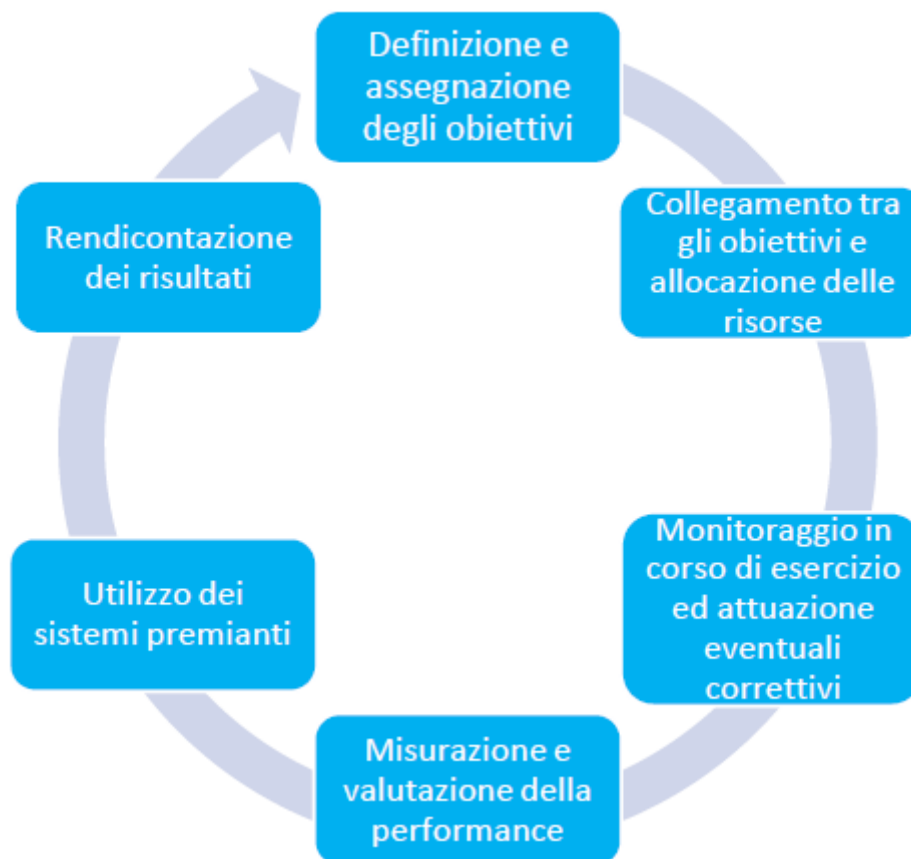 Definizione e
assegnazione
degli obiettivi
Collegamento tra
gli obiettivi e
allocazione delle
risorse
Monitoraggio in
corso di esercizio
ed attuazione
eventuali
correttivi
Misurazione e
valutazione della
performance
Utilizzo dei
sistemi premianti
Rendicontazione
dei risultati